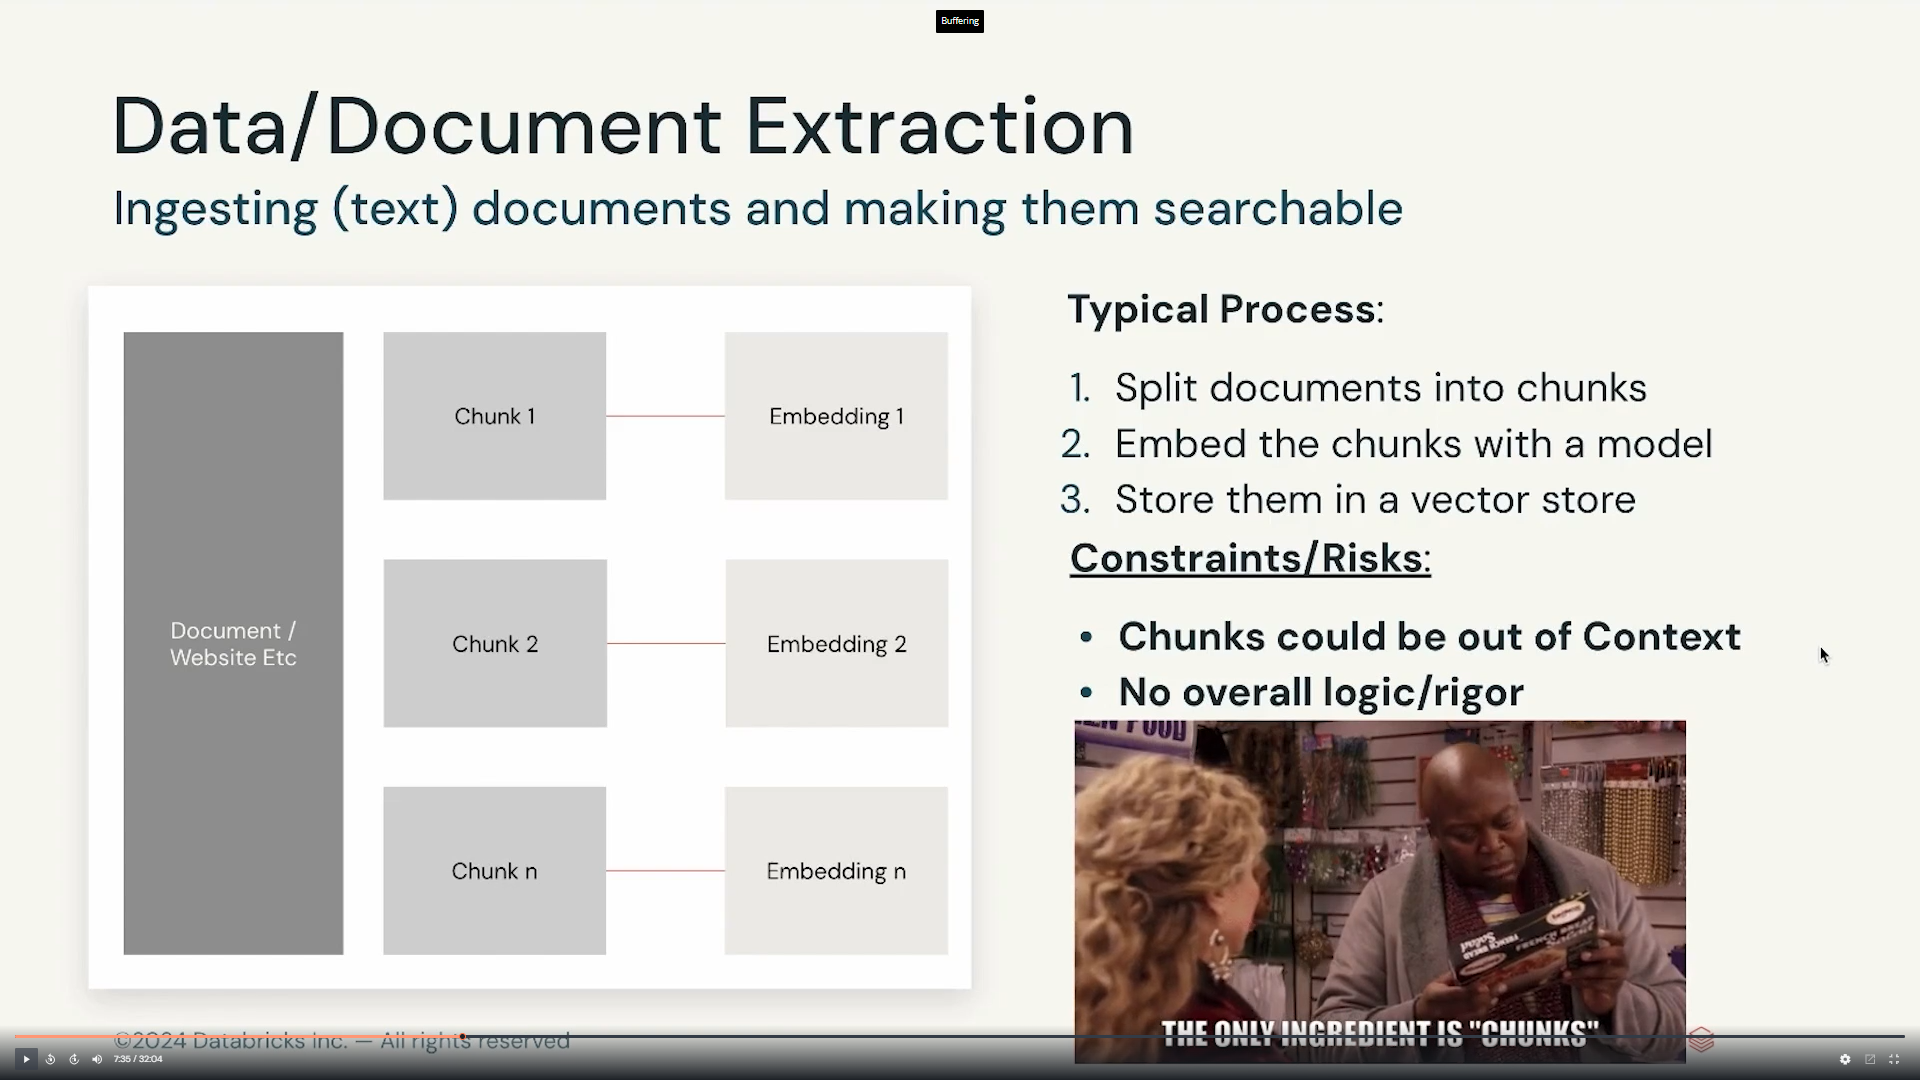 Buffering
Data/Document Extraction
Ingesting (text) documents and making them searchable
Document /
Website Etc
Chunk 1
Embedding 1
Chunk 2
Embedding 2
Chunk n
Embedding n
Typical Process:
1. Split documents into chunks
2. Embed the chunks with a model
3. Store them in a vector store
Constraints/Risks:
• Chunks could be out of Context
• No overall logic/rigor
FOOD
FRENCH BREAD
THE ONLY INGREDIENT IS "CHUNKS"
©2024 Databricks Inc. — All rights reserved
7:35 / 32:04